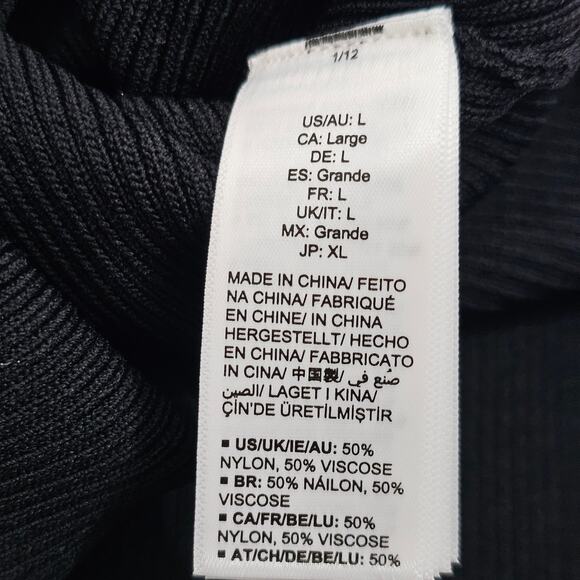 1/12
US/AU: L
CA: Large
DE: L
ES: Grande
FR: L
UK/IT: L
MX: Grande
JP: XL
MADE IN CHINA/ FEITO
NA CHINA/ FABRIQUÉ
EN CHINE/ IN CHINA
HERGESTELLT/ HECHO
EN CHINA/ FABBRICATO
IN CINA/ 中国製/ صُنع في
الصين/ LAGET I KINA/
ÇİN'DE ÜRETİLMİŞTİR
▪ US/UK/IE/AU: 50%
NYLON, 50% VISCOSE
▪ BR: 50% NÁILON, 50%
VISCOSE
▪ CA/FR/BE/LU: 50%
NYLON, 50% VISCOSE
▪ AT/CH/DE/BE/LU: 50%